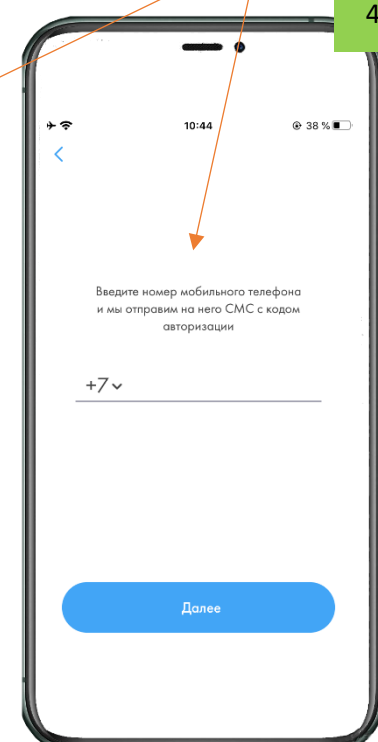 4
10:44
38 %
Введите номер мобильного телефона
и мы отправим на него СМС с кодом
авторизации
+7
Далее